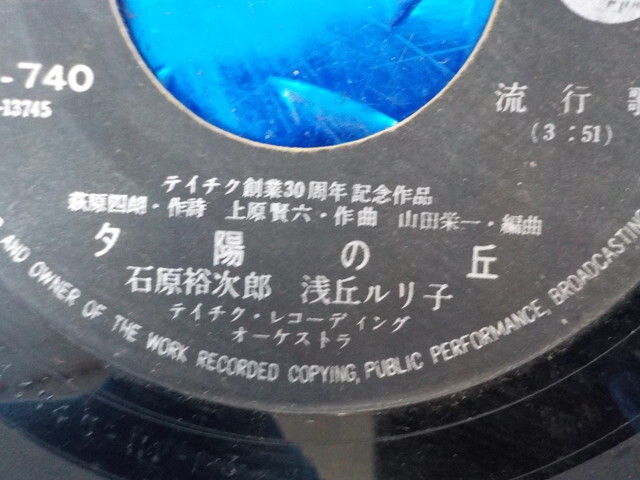 -740
-13745
流行歌
(3:51)
テイチク創業30周年記念作品
萩原四朗・作詩 上原賢六・作曲 山田栄一・編曲
夕陽の丘
石原裕次郎 浅丘ルリ子
テイチク・レコーディング
オーケストラ
AND OWNER OF THE WORK RECORDED COPYING, PUBLIC PERFORMANCE, BROADCASTING